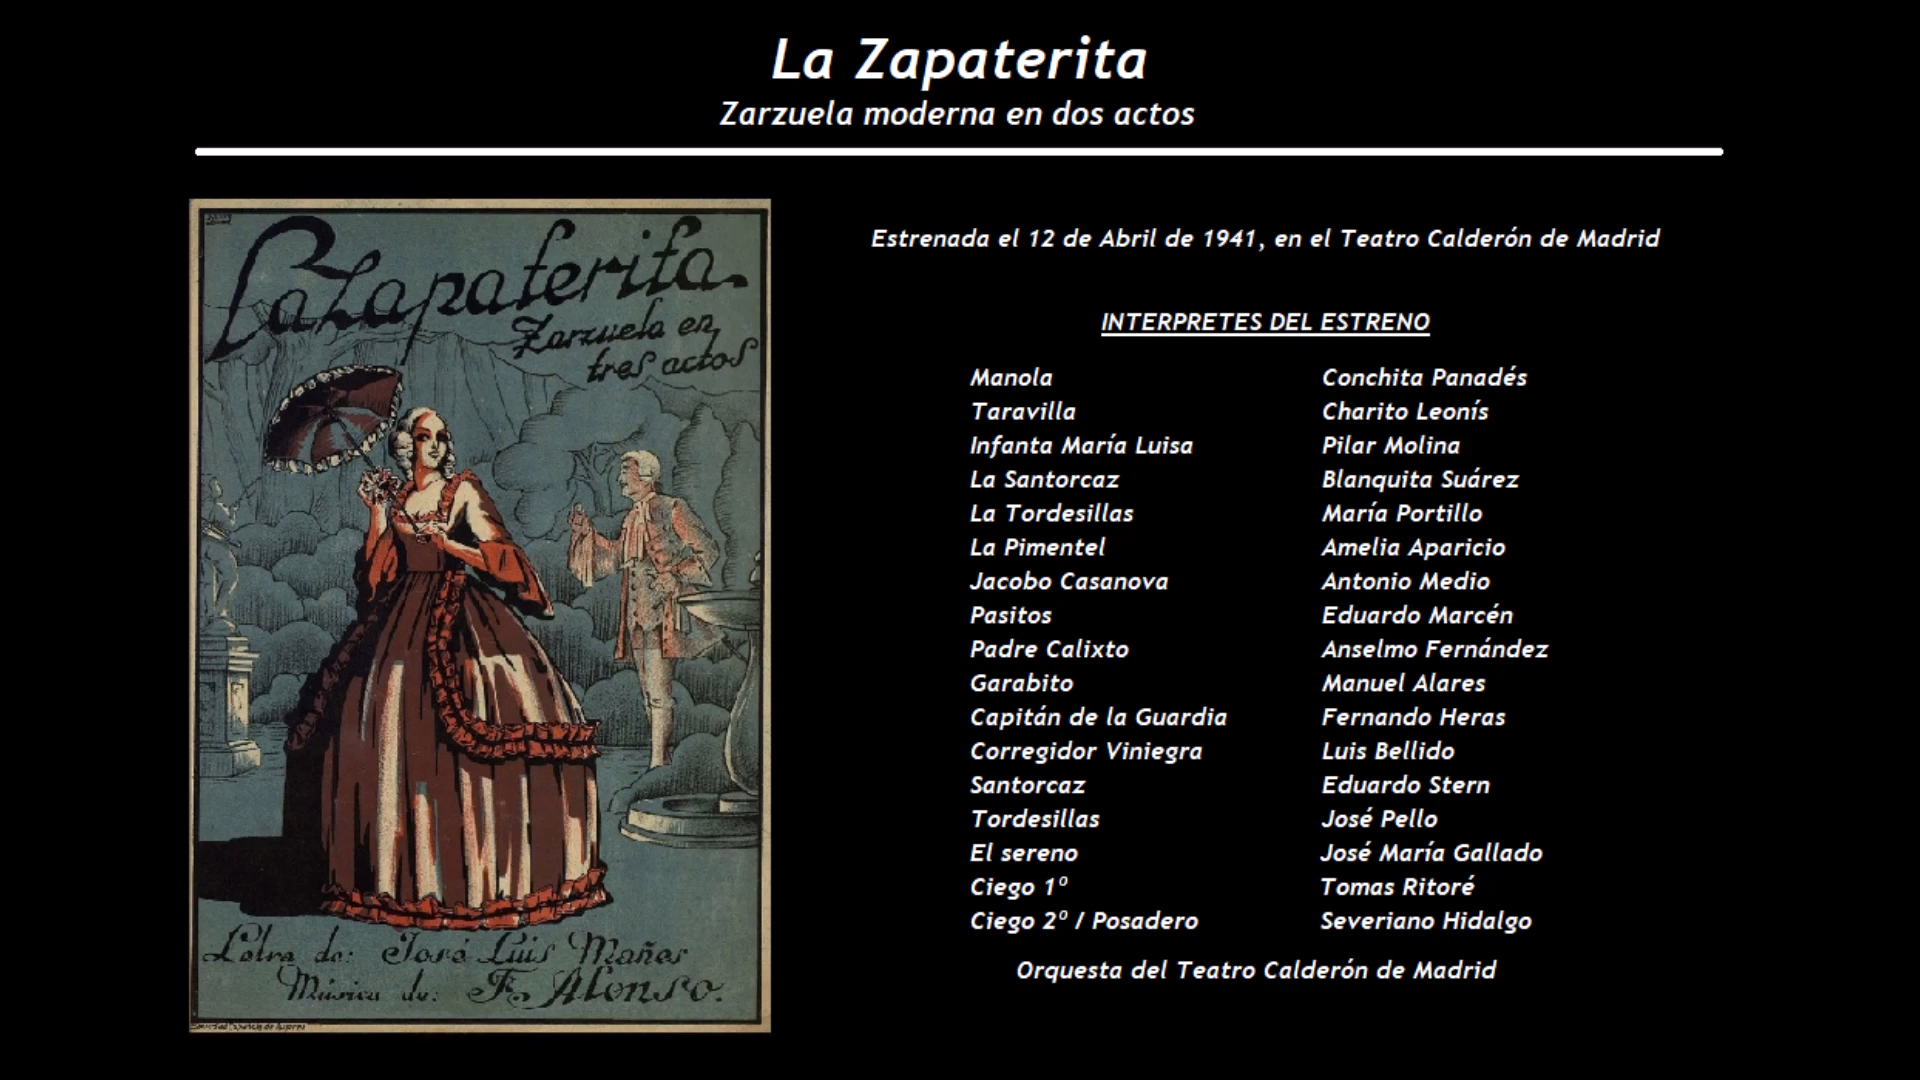 La Zapaterita
Zarzuela moderna en dos actos
La Zapaterita
Zarzuela en
tres actos
Letra de: José Luis Mañes
Música de: F. Alonso.
Estrenada el 12 de Abril de 1941, en el Teatro Calderón de Madrid
INTERPRETES DEL ESTRENO
Manola Conchita Panadés
Taravilla Charito Leonís
Infanta María Luisa Pilar Molina
La Santorcaz Blanquita Suárez
La Tordesillas María Portillo
La Pimentel Amelia Aparicio
Jacobo Casanova Antonio Medio
Pasitos Eduardo Marcén
Padre Calixto Anselmo Fernández
Garabito Manuel Alares
Capitán de la Guardia Fernando Heras
Corregidor Viniegra Luis Bellido
Santorcaz Eduardo Stern
Tordesillas José Pello
El sereno José María Gallado
Ciego 1º Tomas Ritoré
Ciego 2º / Posadero Severiano Hidalgo
Orquesta del Teatro Calderón de Madrid